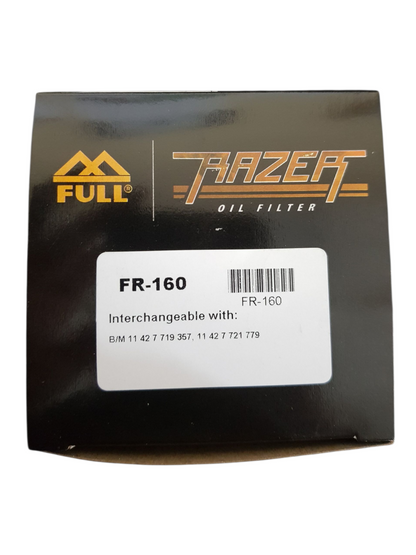 FULL®
RAZER
OIL FILTER
FR-160
FR-160
Interchangeable with:
B/M 11 42 7 719 357; 11 42 7 721 779